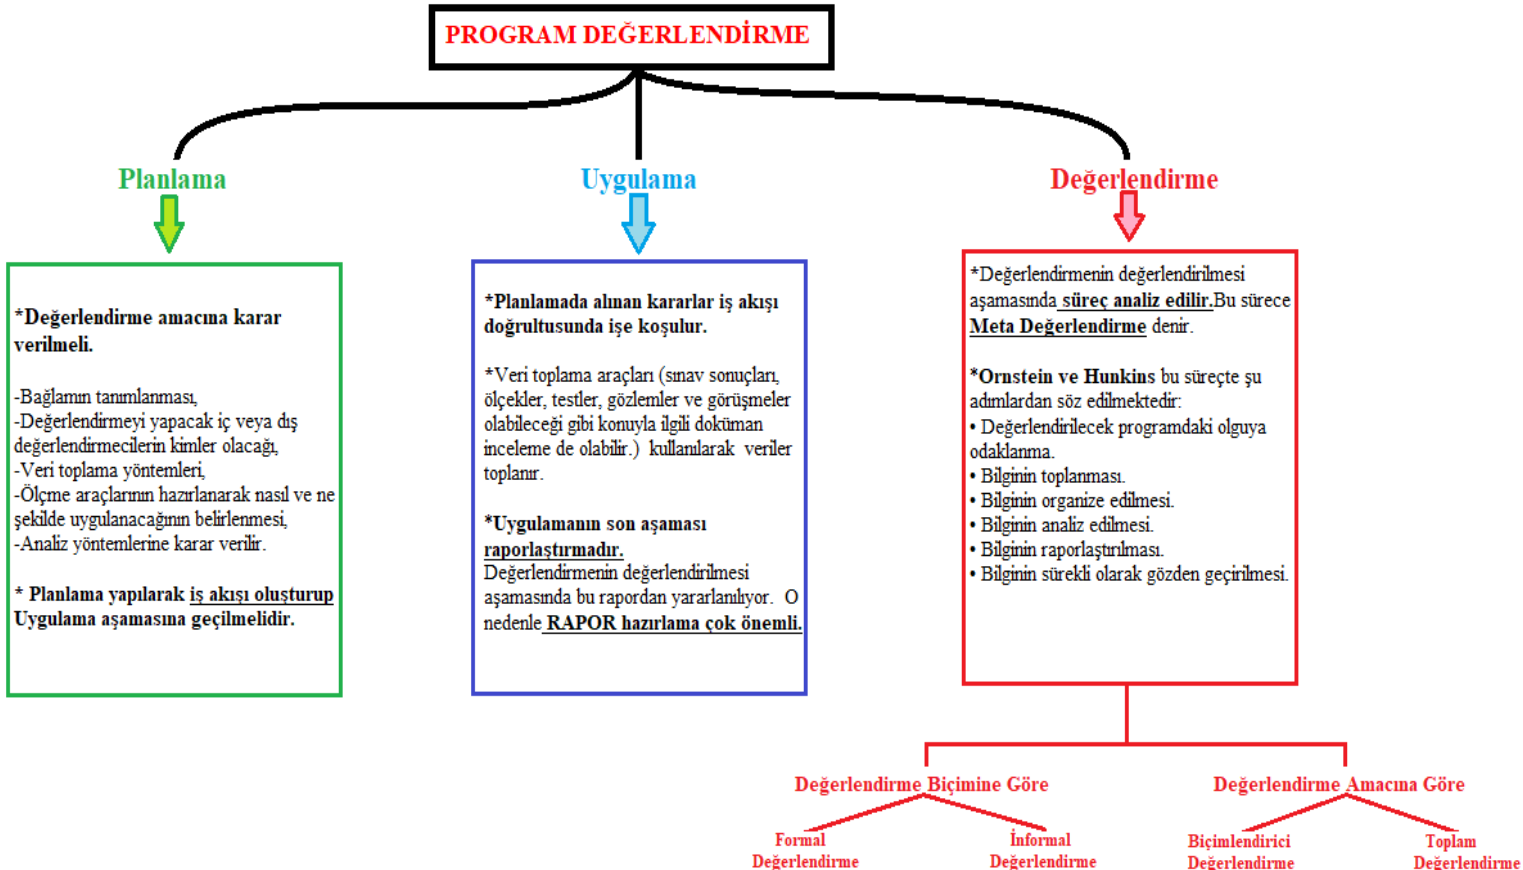 PROGRAM DEĞERLENDİRME
Planlama
*Değerlendirme amacına karar
verilmeli.
-Bağlamın tanımlanması,
-Değerlendirmeyi yapacak iç veya dış
değerlendirmecilerin kimler olacağı,
-Veri toplama yöntemleri,
-Ölçme araçlarının hazırlanarak nasıl ve ne
şekilde uygulanacağının belirlenmesi,
-Analiz yöntemlerine karar verilir.
* Planlama yapılarak iş akışı oluşturup
Uygulama aşamasına geçilmelidir.
Uygulama
*Planlamada alınan kararlar iş akışı
doğrultusunda işe koşulur.
*Veri toplama araçları (sınav sonuçları,
ölçekler, testler, gözlemler ve görüşmeler
olabileceği gibi konuyla ilgili doküman
inceleme de olabilir.) kullanılarak veriler
toplanır.
*Uygulamanın son aşaması
raporlaştırmadır.
Değerlendirmenin değerlendirilmesi
aşamasında bu rapordan yararlanılıyor. O
nedenle RAPOR hazırlama çok önemli.
Değerlendirme
*Değerlendirmenin değerlendirilmesi
aşamasında süreç analiz edilir.Bu sürece
Meta Değerlendirme denir.
*Ornstein ve Hunkins bu süreçte şu
adımlardan söz edilmektedir:
• Değerlendirilecek programdaki olguya
odaklanma.
• Bilginin toplanması.
• Bilginin organize edilmesi.
• Bilginin analiz edilmesi.
• Bilginin raporlaştırılması.
• Bilginin sürekli olarak gözden geçirilmesi.
Değerlendirme Biçimine Göre
Formal
Değerlendirme
İnformal
Değerlendirme
Değerlendirme Amacına Göre
Biçimlendirici
Değerlendirme
Toplam
Değerlendirme